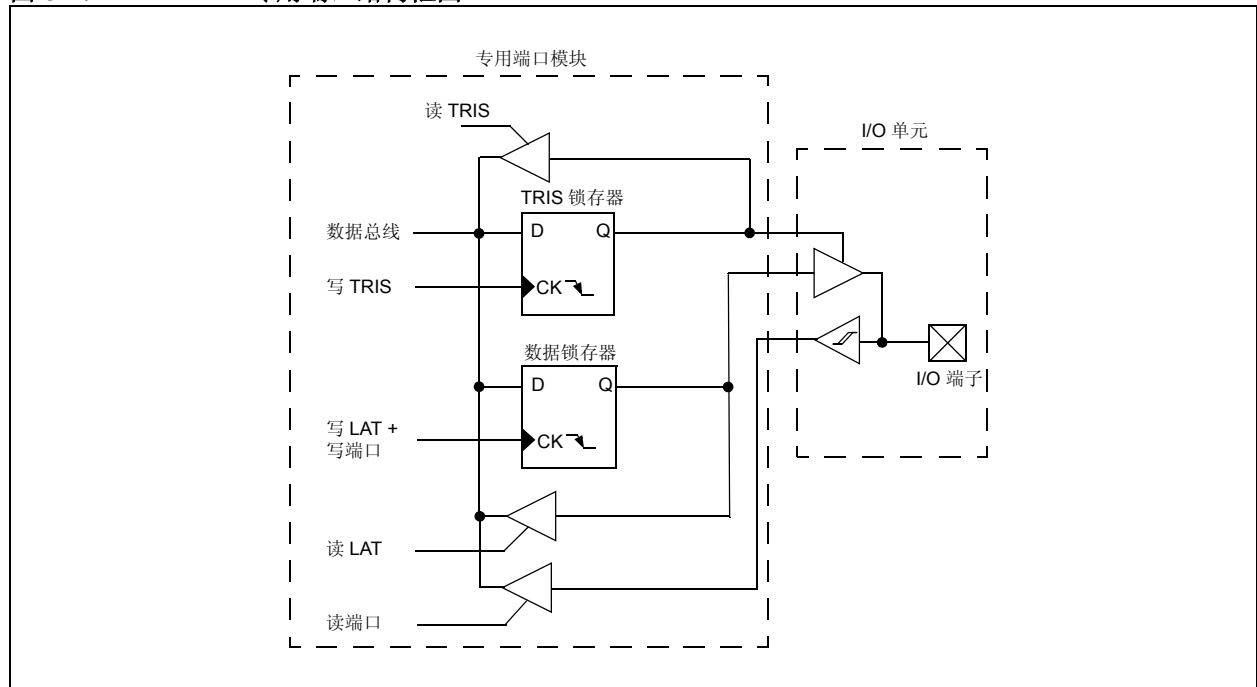 专用端口模块
读 TRIS
I/O 单元
TRIS 锁存器
数据总线
D
Q
写 TRIS
CK
数据锁存器
I/O 端子
D
Q
写 LAT +
写端口
CK
读 LAT
读端口